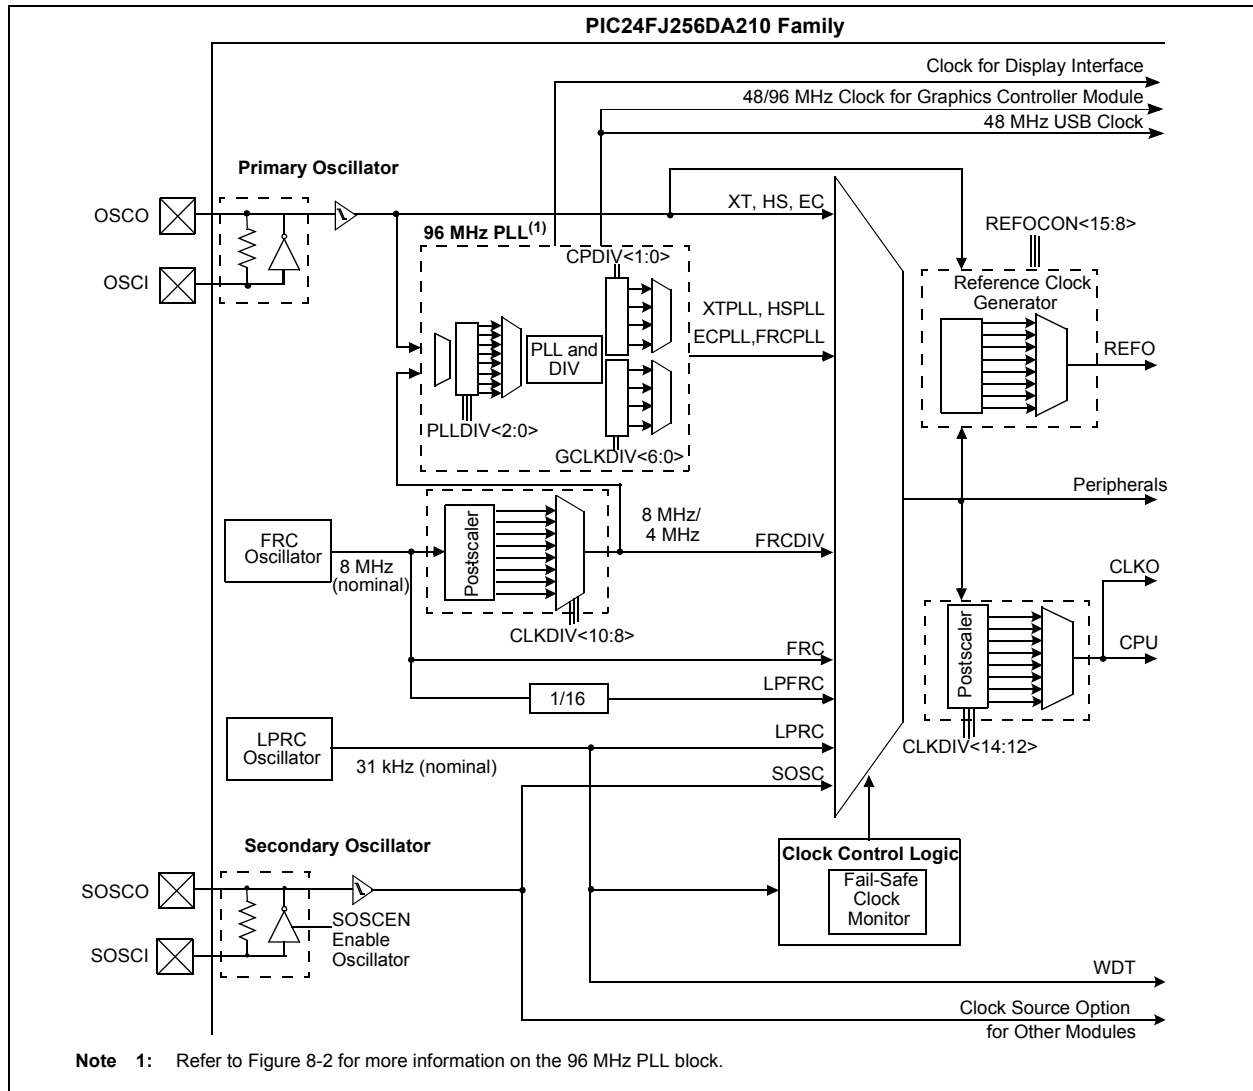 PIC24FJ256DA210 Family
Clock for Display Interface
48/96 MHz Clock for Graphics Controller Module
48 MHz USB Clock
Primary Oscillator
OSCO
OSCI
XT, HS, EC
96 MHz PLL(1)
CPDIV<1:0>
PLL and
DIV
PLLDIV<2:0>
GCLKDIV<6:0>
XTPLL, HSPLL
ECPLL,FRCPLL
REFOCON<15:8>
Reference Clock
Generator
REFO
Peripherals
FRC
Oscillator
8 MHz
(nominal)
Postscaler
CLKDIV<10:8>
8 MHz/
4 MHz
FRCDIV
CLKO
CPU
Postscaler
CLKDIV<14:12>
FRC
1/16
LPFRC
LPRC
Oscillator
31 kHz (nominal)
LPRC
SOSC
Secondary Oscillator
SOSCO
SOSCI
SOSCEN
Enable
Oscillator
Clock Control Logic
Fail-Safe
Clock
Monitor
WDT
Clock Source Option
for Other Modules
Note 1: Refer to Figure 8-2 for more information on the 96 MHz PLL block.